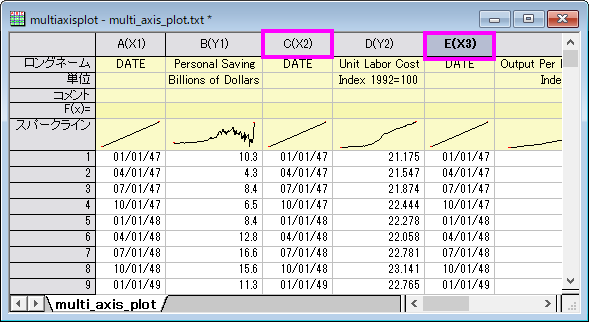 multiaxisplot - multi_axis_plot.txt *
A(X1) B(Y1) C(X2) D(Y2) E(X3)
ロングネーム DATE Personal Saving DATE Unit Labor Cost DATE Output Per
単位 Billions of Dollars Index 1992=100 Inde
コメント
F(x)=
スパークライン
1 01/01/47 10.3 01/01/47 21.175 01/01/47
2 04/01/47 4.3 04/01/47 21.547 04/01/47
3 07/01/47 8.4 07/01/47 21.874 07/01/47
4 10/01/47 6.5 10/01/47 22.444 10/01/47
5 01/01/48 8.4 01/01/48 22.278 01/01/48
6 04/01/48 12.8 04/01/48 22.058 04/01/48
7 07/01/48 16.6 07/01/48 22.781 07/01/48
8 10/01/48 15.6 10/01/48 23.141 10/01/48
9 01/01/49 11.3 01/01/49 22.765 01/01/49
multi_axis_plot